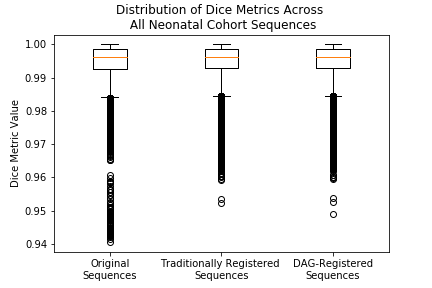 Distribution of Dice Metrics Across
All Neonatal Cohort Sequences
Dice Metric Value
1.00
0.99
0.98
0.97
0.96
0.95
0.94
Original
Sequences
Traditionally Registered
Sequences
DAG-Registered
Sequences